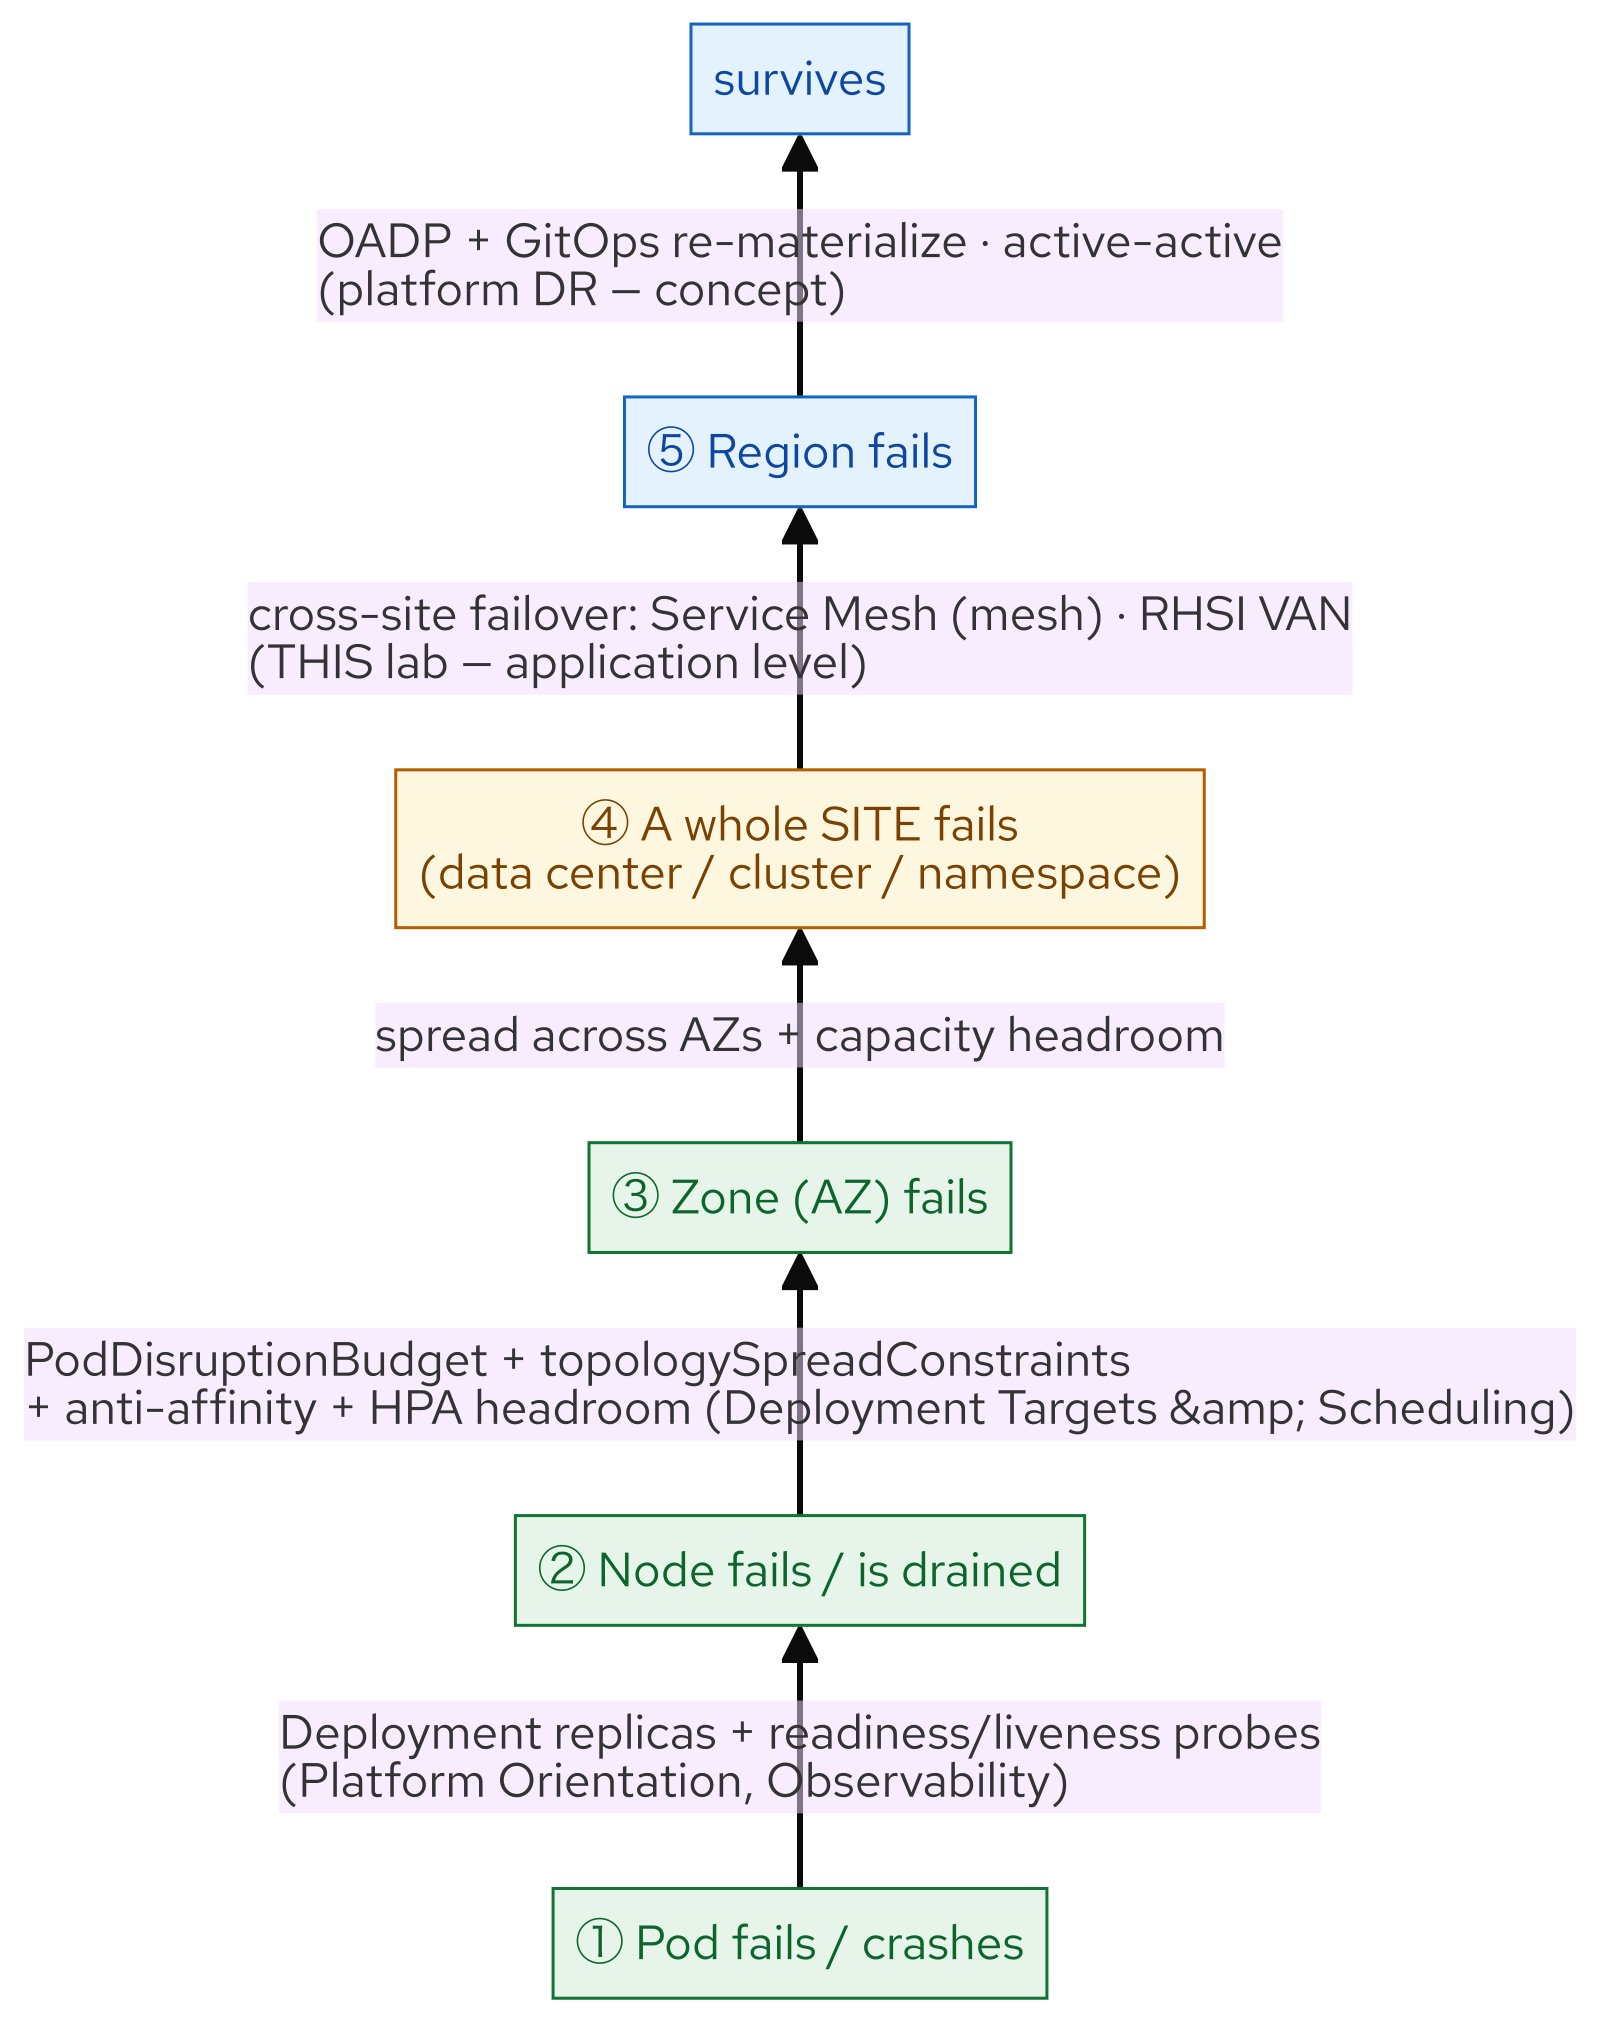 survives
OADP + GitOps re-materialize · active-active
(platform DR — concept)
⑤ Region fails
cross-site failover: Service Mesh (mesh) · RHSI VAN
(THIS lab — application level)
④ A whole SITE fails
(data center / cluster / namespace)
spread across AZs + capacity headroom
③ Zone (AZ) fails
PodDisruptionBudget + topologySpreadConstraints
+ anti-affinity + HPA headroom (Deployment Targets &amp; Scheduling)
② Node fails / is drained
Deployment replicas + readiness/liveness probes
(Platform Orientation, Observability)
① Pod fails / crashes